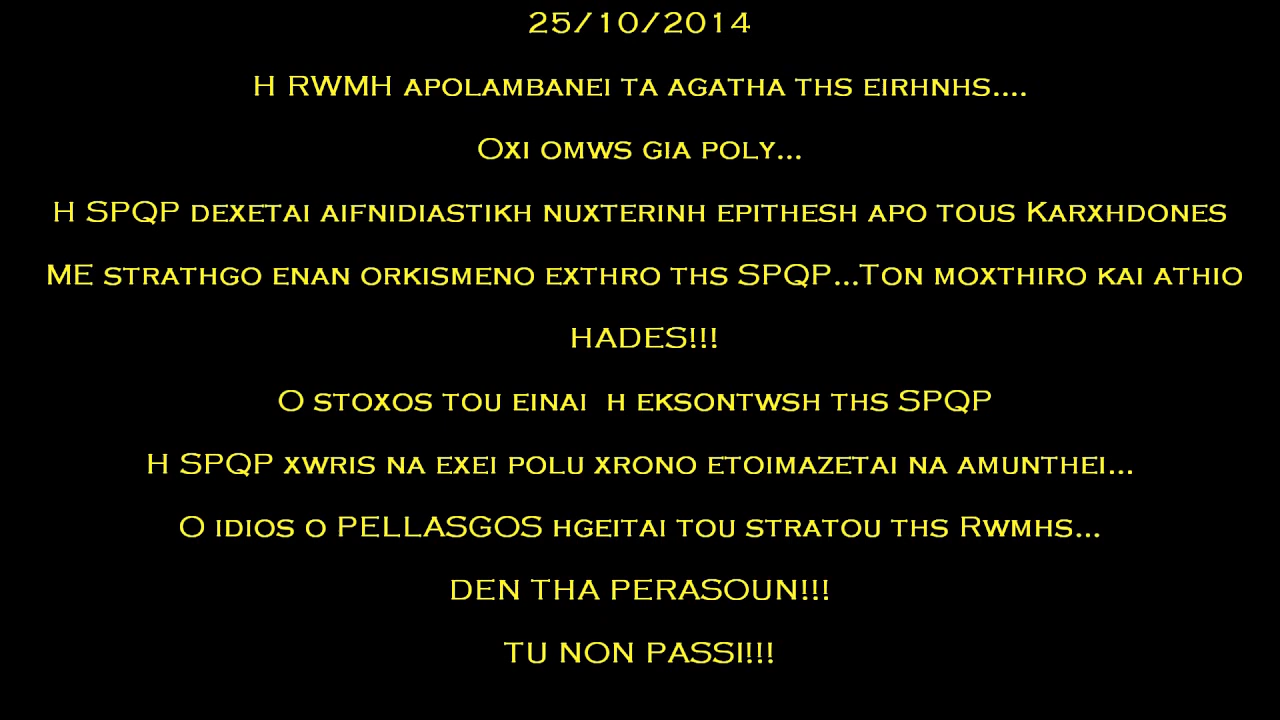 25/10/2014
H RWMH APOLAMBANEI TA AGATHA THS EIRHNHS....
OXI OMWS GIA POLY...
H SPQP DEXETAI AIFNIDIASTIKH NUXTERINH EPITHESH APO TOUS KARXHDONES
ME STRATHGO ENAN ORKISMENO EXTHRO THS SPQP...TON MOXTHIRO KAI ATHIO
HADES!!!
O STOXOS TOU EINAI H EKSONTWSH THS SPQP
H SPQP XWRIS NA EXEI POLU XRONO ETOIMAZETAI NA AMUNTHEI...
O IDIOS O PELLASGOS HGEITAI TOU STRATOU THS RWMHS...
DEN THA PERASOUN!!!
TU NON PASSI!!!